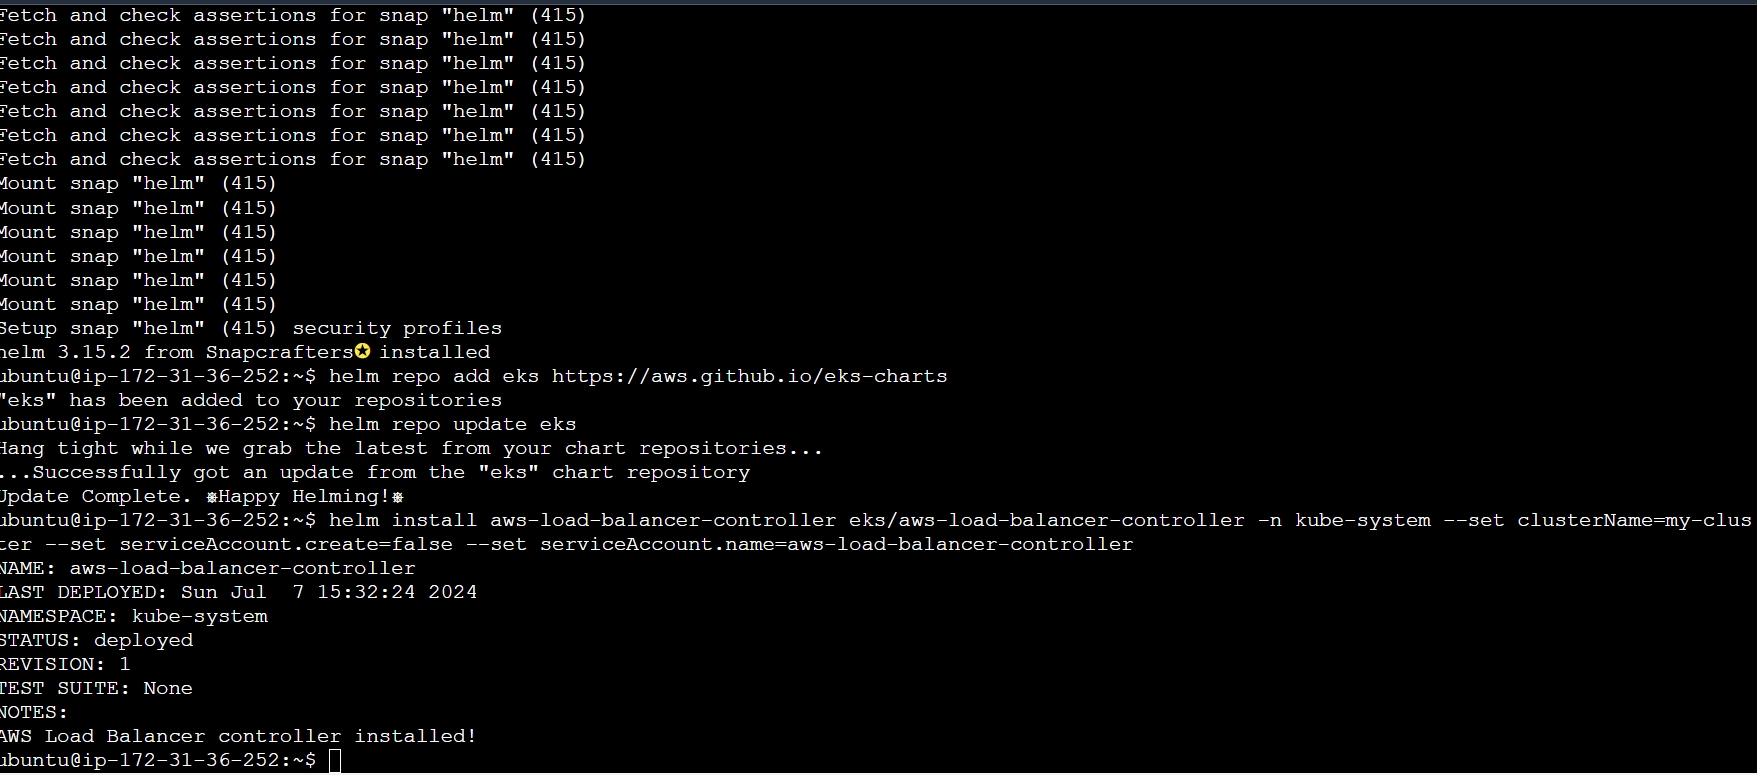 Fetch and check assertions for snap "helm" (415)
Fetch and check assertions for snap "helm" (415)
Fetch and check assertions for snap "helm" (415)
Fetch and check assertions for snap "helm" (415)
Fetch and check assertions for snap "helm" (415)
Fetch and check assertions for snap "helm" (415)
Fetch and check assertions for snap "helm" (415)
Mount snap "helm" (415)
Mount snap "helm" (415)
Mount snap "helm" (415)
Mount snap "helm" (415)
Mount snap "helm" (415)
Mount snap "helm" (415)
Setup snap "helm" (415) security profiles
helm 3.15.2 from Snapcrafters✪ installed
ubuntu@ip-172-31-36-252:~$ helm repo add eks https://aws.github.io/eks-charts
"eks" has been added to your repositories
ubuntu@ip-172-31-36-252:~$ helm repo update eks
Hang tight while we grab the latest from your chart repositories...
...Successfully got an update from the "eks" chart repository
Update Complete. ⎈Happy Helming!⎈
ubuntu@ip-172-31-36-252:~$ helm install aws-load-balancer-controller eks/aws-load-balancer-controller -n kube-system --set clusterName=my-clus
ter --set serviceAccount.create=false --set serviceAccount.name=aws-load-balancer-controller
NAME: aws-load-balancer-controller
LAST DEPLOYED: Sun Jul  7 15:32:24 2024
NAMESPACE: kube-system
STATUS: deployed
REVISION: 1
TEST SUITE: None
NOTES:
AWS Load Balancer controller installed!
ubuntu@ip-172-31-36-252:~$